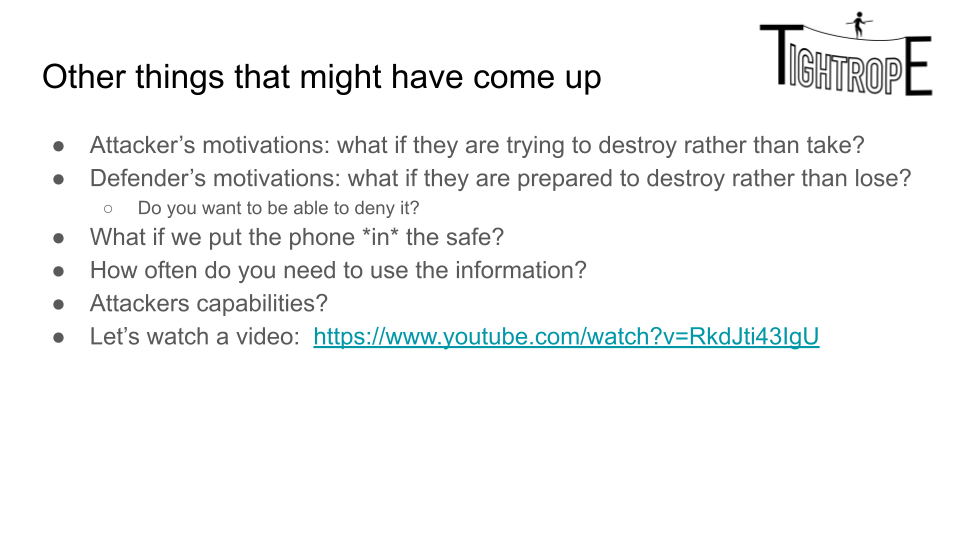 TIGHTROPE
Other things that might have come up
● Attacker’s motivations: what if they are trying to destroy rather than take?
● Defender’s motivations: what if they are prepared to destroy rather than lose?
○ Do you want to be able to deny it?
● What if we put the phone *in* the safe?
● How often do you need to use the information?
● Attackers capabilities?
● Let’s watch a video: https://www.youtube.com/watch?v=RkdJti43IgU